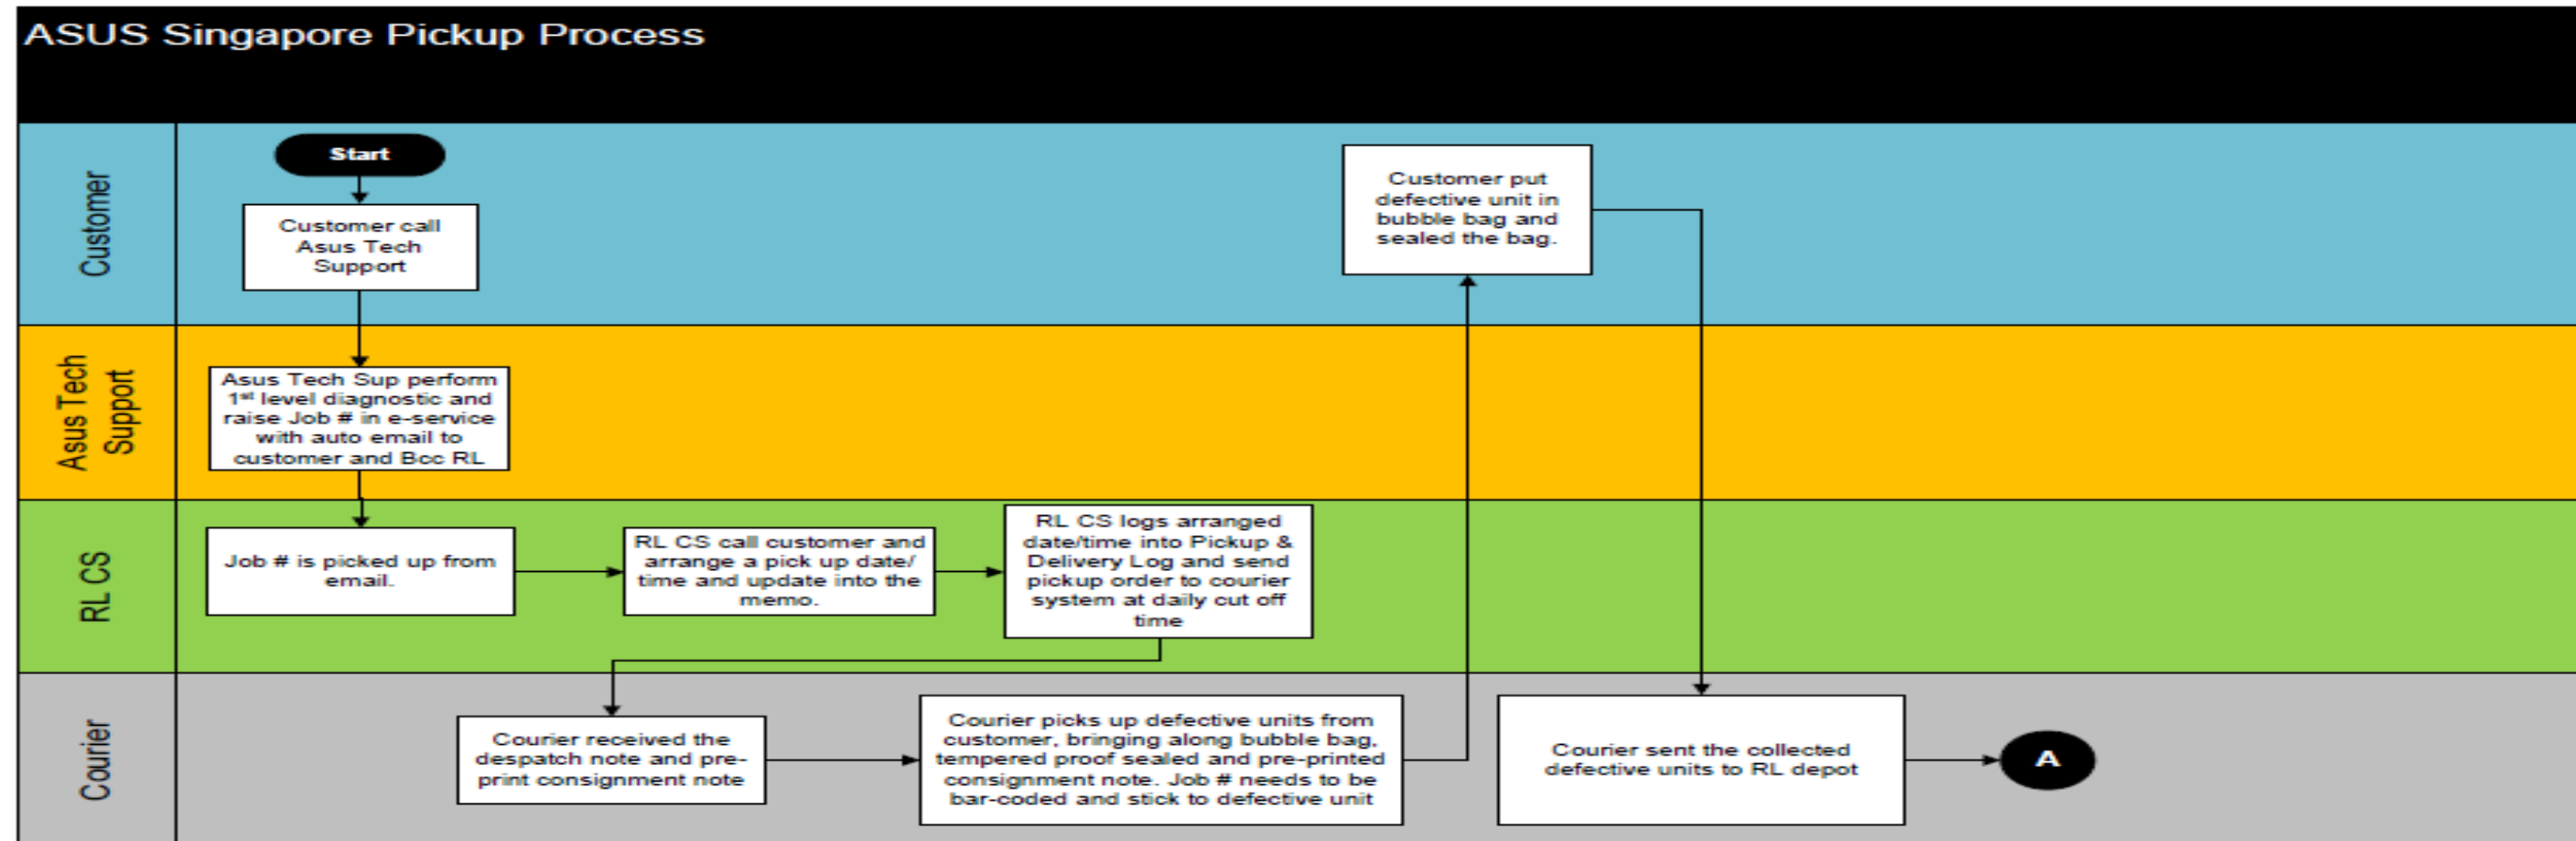 ASUS Singapore Pickup Process
Customer
Start
Customer call
Asus Tech
Support
Customer put
defective unit in
bubble bag and
sealed the bag.
Asus Tech
Support
Asus Tech Sup perform
1st level diagnostic and
raise Job # in e-service
with auto email to
customer and Bcc RL
RL CS
Job # is picked up from
email.
RL CS call customer and
arrange a pick up date/
time and update into the
memo.
RL CS logs arranged
date/time into Pickup &
Delivery Log and send
pickup order to courier
system at daily cut off
time
Courier
Courier received the
despatch note and pre-
print consignment note
Courier picks up defective units from
customer, bringing along bubble bag,
tempered proof sealed and pre-printed
consignment note. Job # needs to be
bar-coded and stick to defective unit
Courier sent the collected
defective units to RL depot
A